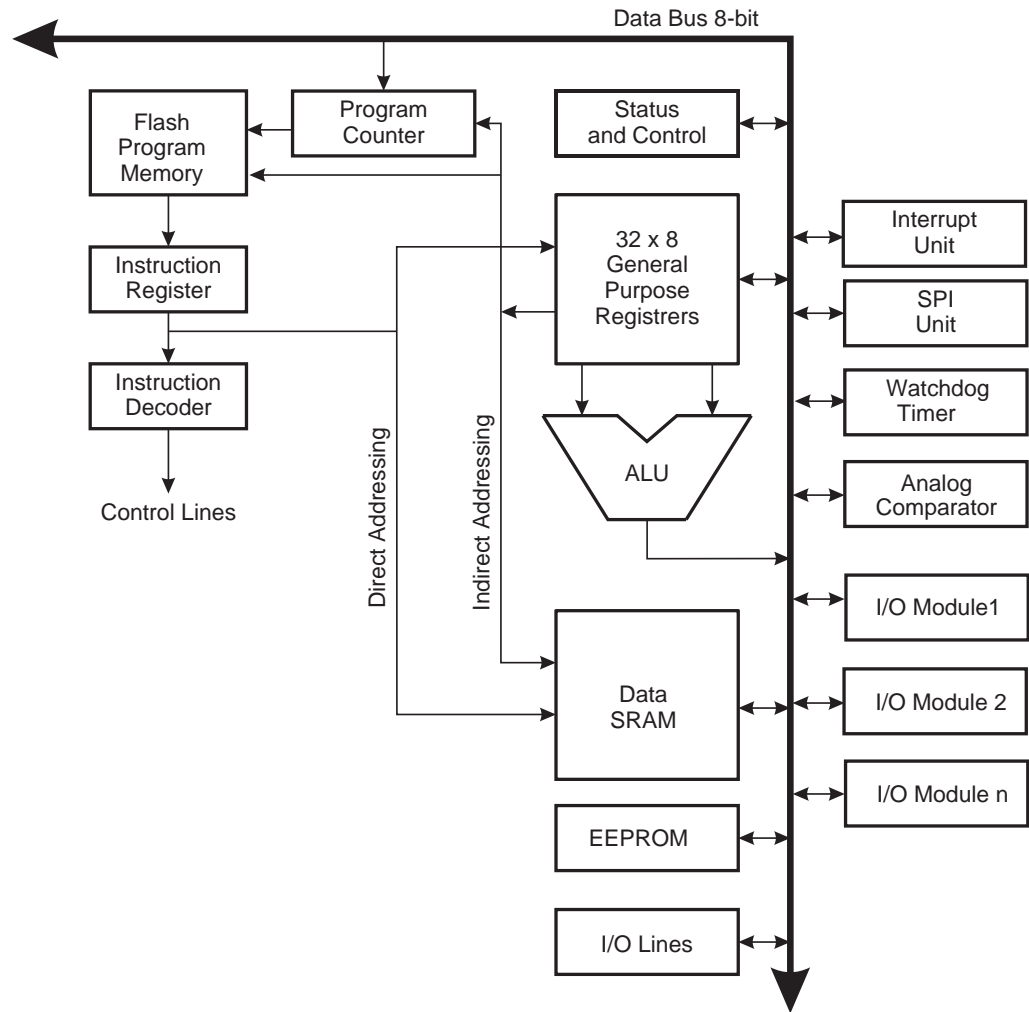 Data Bus 8-bit
Flash
Program
Memory
Program
Counter
Status
and Control
32 x 8
General
Purpose
Registrers
Interrupt
Unit
Instruction
Register
SPI
Unit
Instruction
Decoder
Watchdog
Timer
Direct Addressing
Indirect Addressing
ALU
Analog
Comparator
Control Lines
I/O Module1
Data
SRAM
I/O Module 2
I/O Module n
EEPROM
I/O Lines